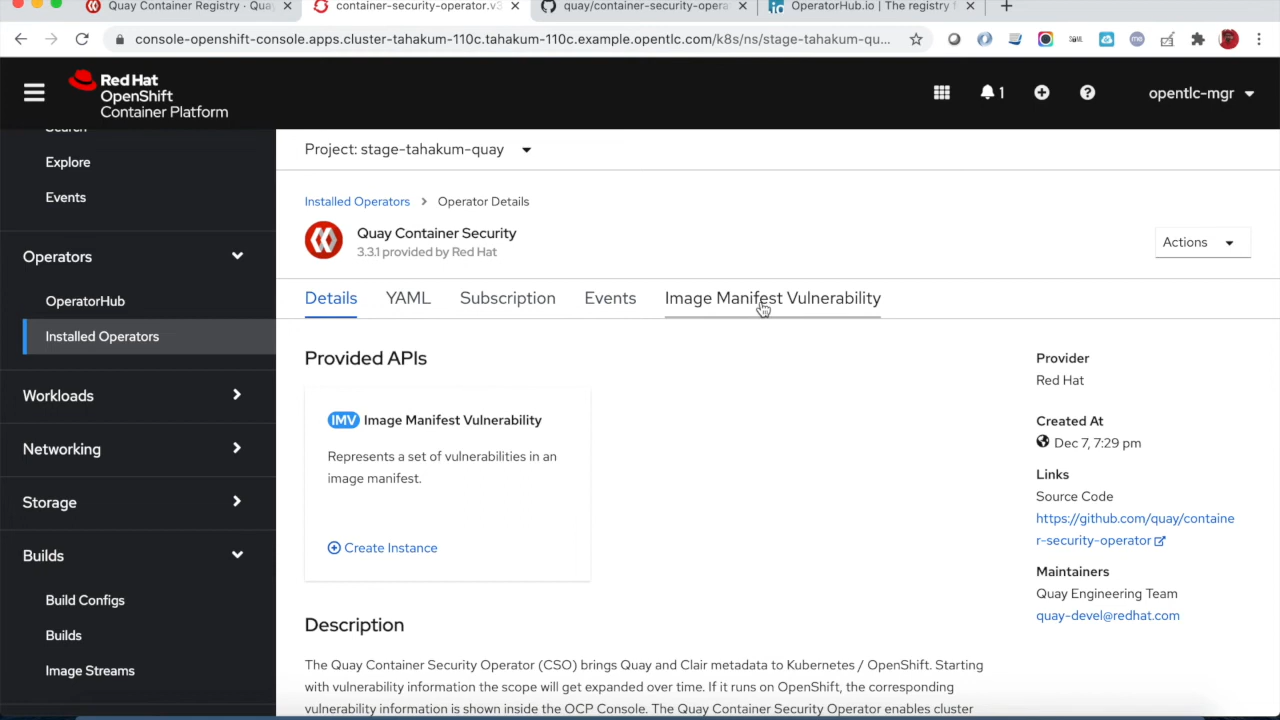 Quay Container Registry · Quay
container-security-operator.v3
quay/container-security-opera
OperatorHub.io | The registry f
console-openshift-console.apps.cluster-tahakum-110c.tahakum-110c.example.opentlc.com/k8s/ns/stage-tahakum-qu...
Red Hat
OpenShift
Container Platform
1
opentlc-mgr
Search
Explore
Events
Operators
OperatorHub
Installed Operators
Workloads
Networking
Storage
Builds
Build Configs
Builds
Image Streams
Project: stage-tahakum-quay
Installed Operators > Operator Details
Quay Container Security
3.3.1 provided by Red Hat
Actions
Details YAML Subscription Events Image Manifest Vulnerability
Provided APIs
IMV Image Manifest Vulnerability
Represents a set of vulnerabilities in an
image manifest.
Create Instance
Description
The Quay Container Security Operator (CSO) brings Quay and Clair metadata to Kubernetes / OpenShift. Starting
with vulnerability information the scope will get expanded over time. If it runs on OpenShift, the corresponding
vulnerability information is shown inside the OCP Console. The Quay Container Security Operator enables cluster
Provider
Red Hat
Created At
Dec 7, 7:29 pm
Links
Source Code
https://github.com/quay/containe
r-security-operator
Maintainers
Quay Engineering Team
quay-devel@redhat.com